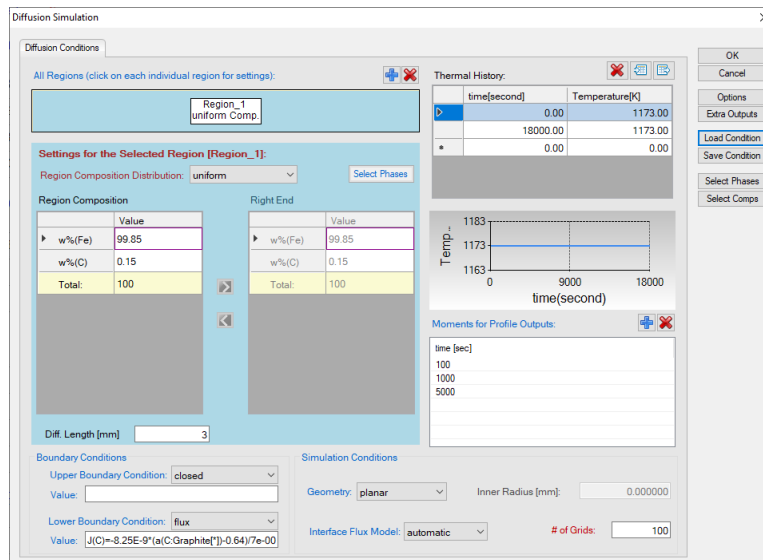 Diffusion Simulation
Diffusion Conditions
All Regions (click on each individual region for settings):
Region_1
uniform Comp.
Settings for the Selected Region [Region_1]:
Region Composition Distribution: uniform
Select Phases
Region Composition
Right End
Value
Value
w%(Fe) 99.85
w%(Fe) 99.85
w%(C) 0.15
w%(C) 0.15
Total: 100
Total: 100
Diff. Length [mm] 3
Thermal History:
time[second] Temperature[K]
0.00 1173.00
18000.00 1173.00
* 0.00 0.00
Temp..
1183
1173
1163
0 9000 18000
time(second)
Moments for Profile Outputs:
time [sec]
100
1000
5000
Boundary Conditions
Upper Boundary Condition: closed
Value:
Lower Boundary Condition: flux
Value: J(C)=-8.25E-9*(a(C:Graphite[*])-0.64)/7e-00
Simulation Conditions
Geometry: planar
Inner Radius [mm]: 0.000000
Interface Flux Model: automatic
# of Grids: 100
OK
Cancel
Options
Extra Outputs
Load Condition
Save Condition
Select Phases
Select Comps